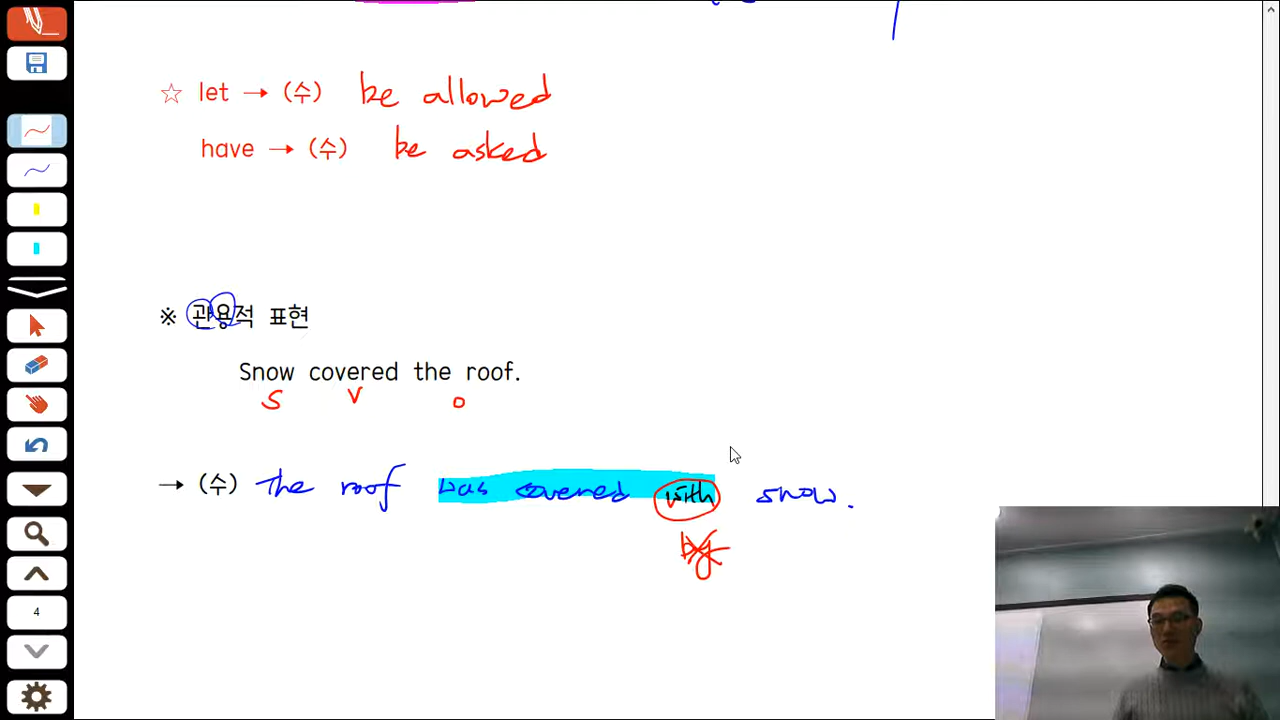 ☆ let → (수) be allowed
have → (수) be asked
※ 관용적 표현
Snow covered the roof.
S V O
→ (수) the roof was covered with snow.
by
4